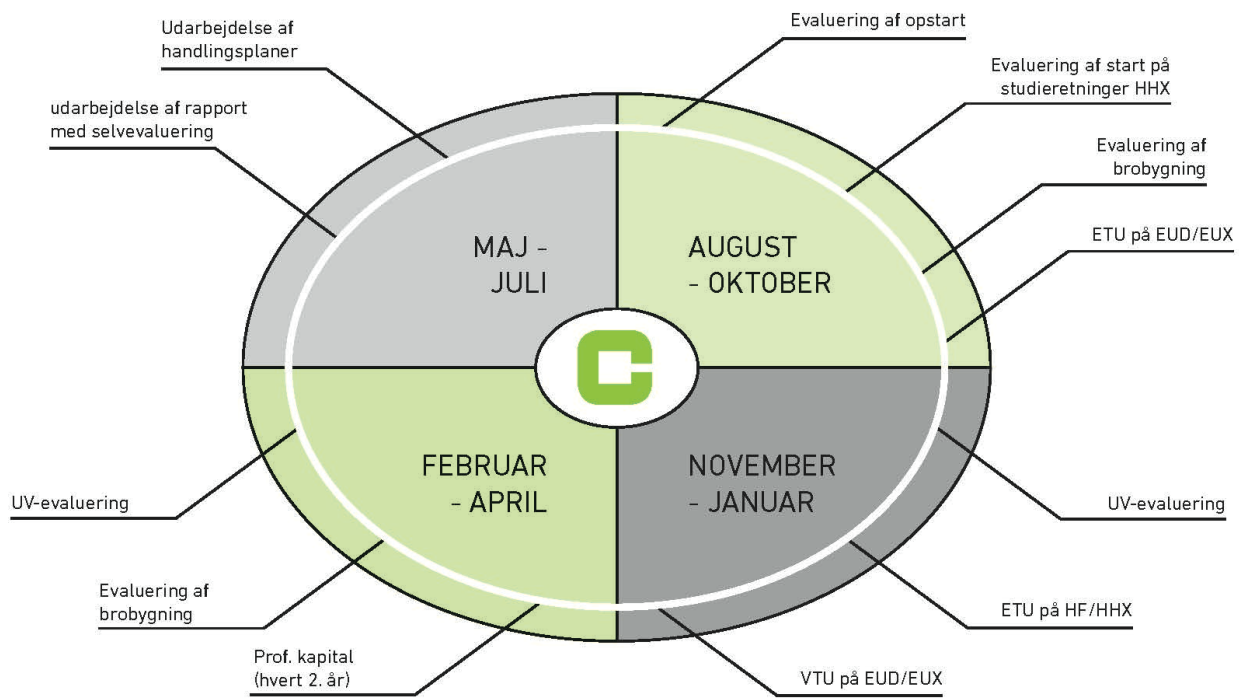 Udarbejdelse af
handlingsplaner
Evaluering af opstart
Evaluering af start på
studieretninger HHX
udarbejdelse af rapport
med selvevaluering
Evaluering af
brobygning
ETU på EUD/EUX
MAJ -
JULI
AUGUST
- OKTOBER
FEBRUAR
- APRIL
NOVEMBER
- JANUAR
UV-evaluering
UV-evaluering
Evaluering af
brobygning
ETU på HF/HHX
Prof. kapital
(hvert 2. år)
VTU på EUD/EUX